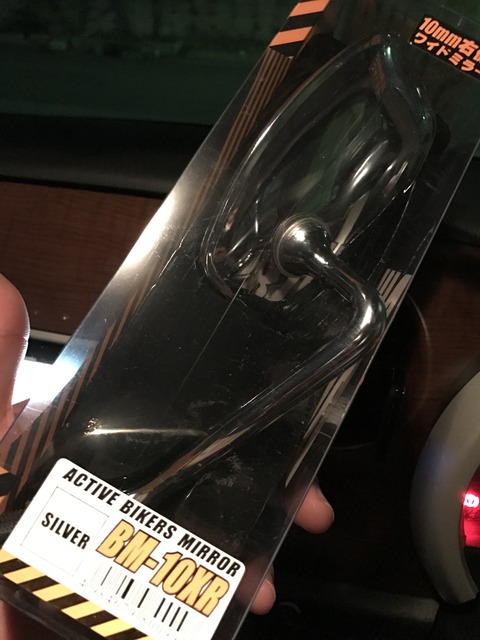 10mm右
ワイドミラー
ACTIVE BIKERS MIRROR
SILVER
BM-10XR